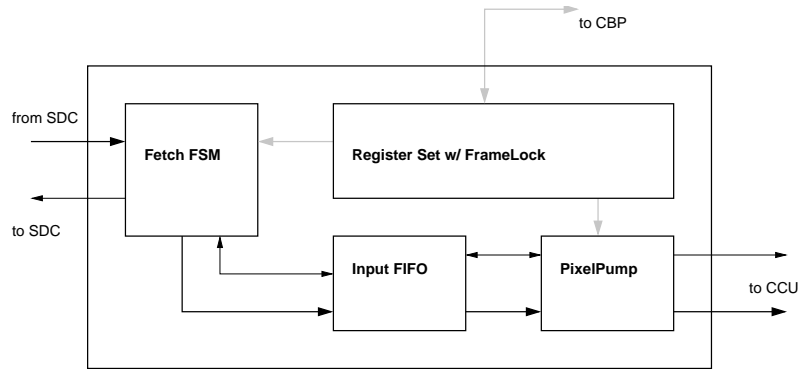 to CBP
from SDC
Fetch FSM
Register Set w/ FrameLock
to SDC
Input FIFO
PixelPump
to CCU